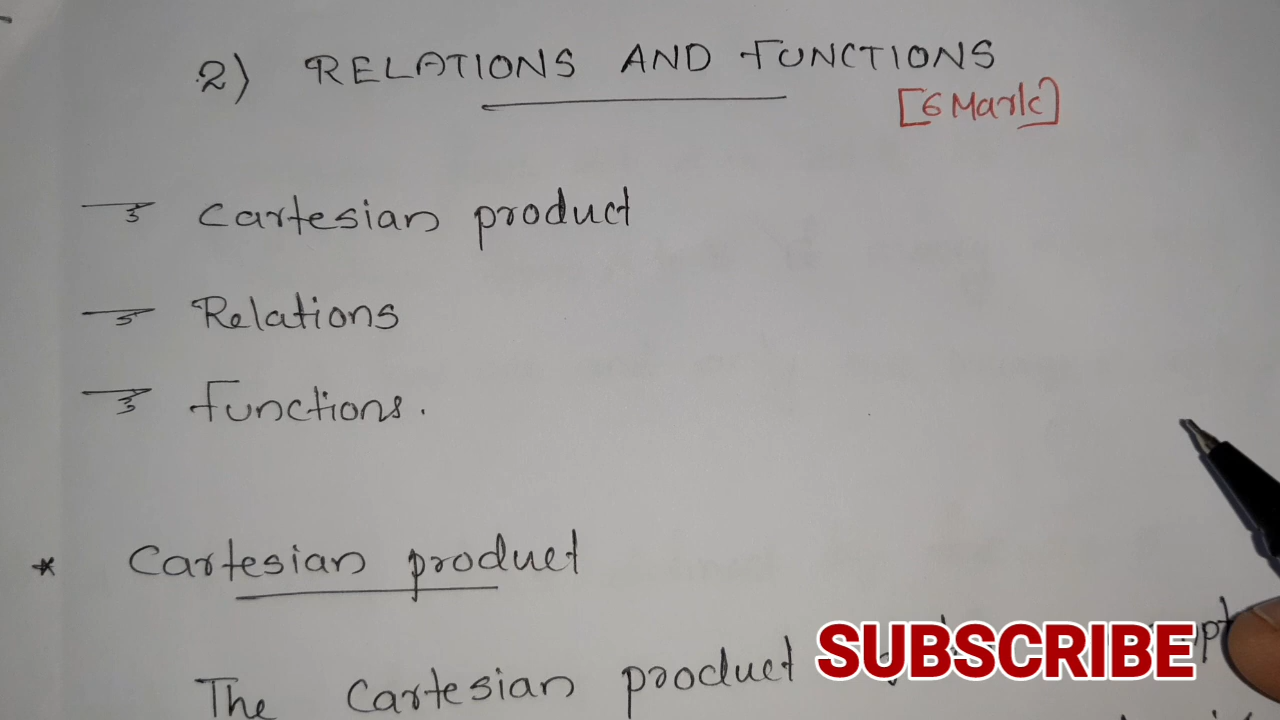 2) RELATIONS AND FUNCTIONS
[6 Mark]
Cartesian product
Relations
functions.
* Cartesian product
The Cartesian product
SUBSCRIBE